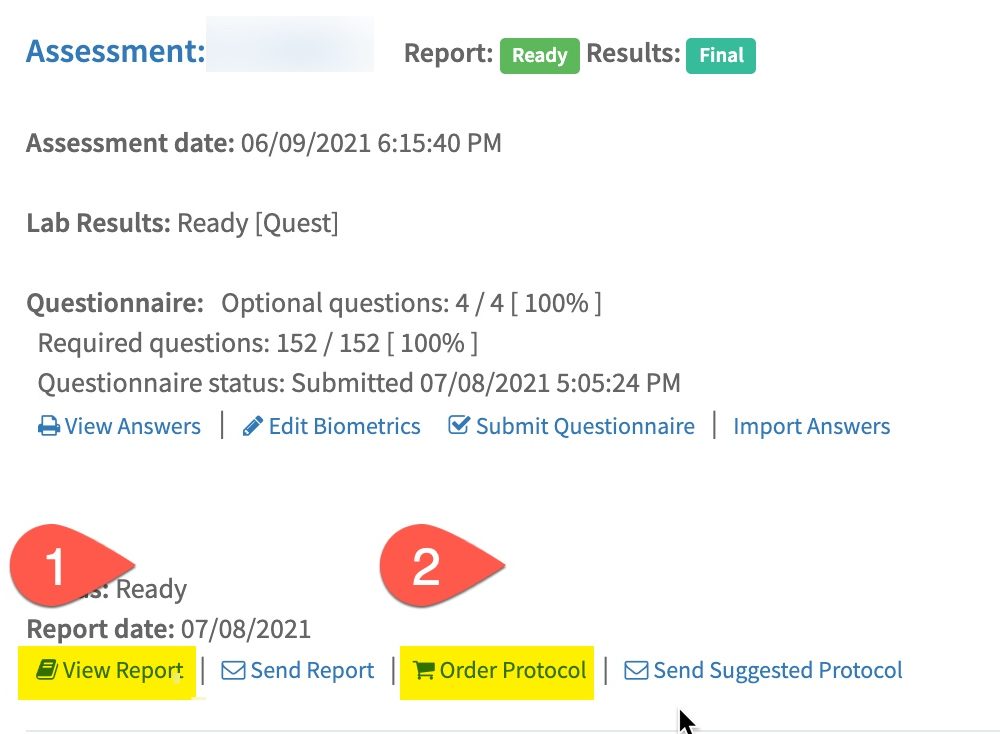 Assessment: Report: Ready Results: Final
Assessment date: 06/09/2021 6:15:40 PM
Lab Results: Ready [Quest]
Questionnaire: Optional questions: 4 / 4 [ 100% ]
Required questions: 152 / 152 [ 100% ]
Questionnaire status: Submitted 07/08/2021 5:05:24 PM
View Answers | Edit Biometrics Submit Questionnaire | Import Answers
1 2
Ready
Report date: 07/08/2021
View Report | Send Report | Order Protocol | Send Suggested Protocol